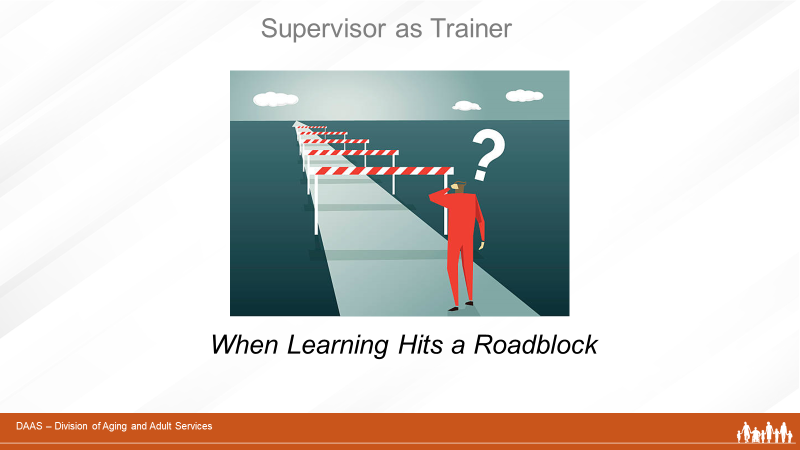 Supervisor as Trainer
?
When Learning Hits a Roadblock
DAAS – Division of Aging and Adult Services